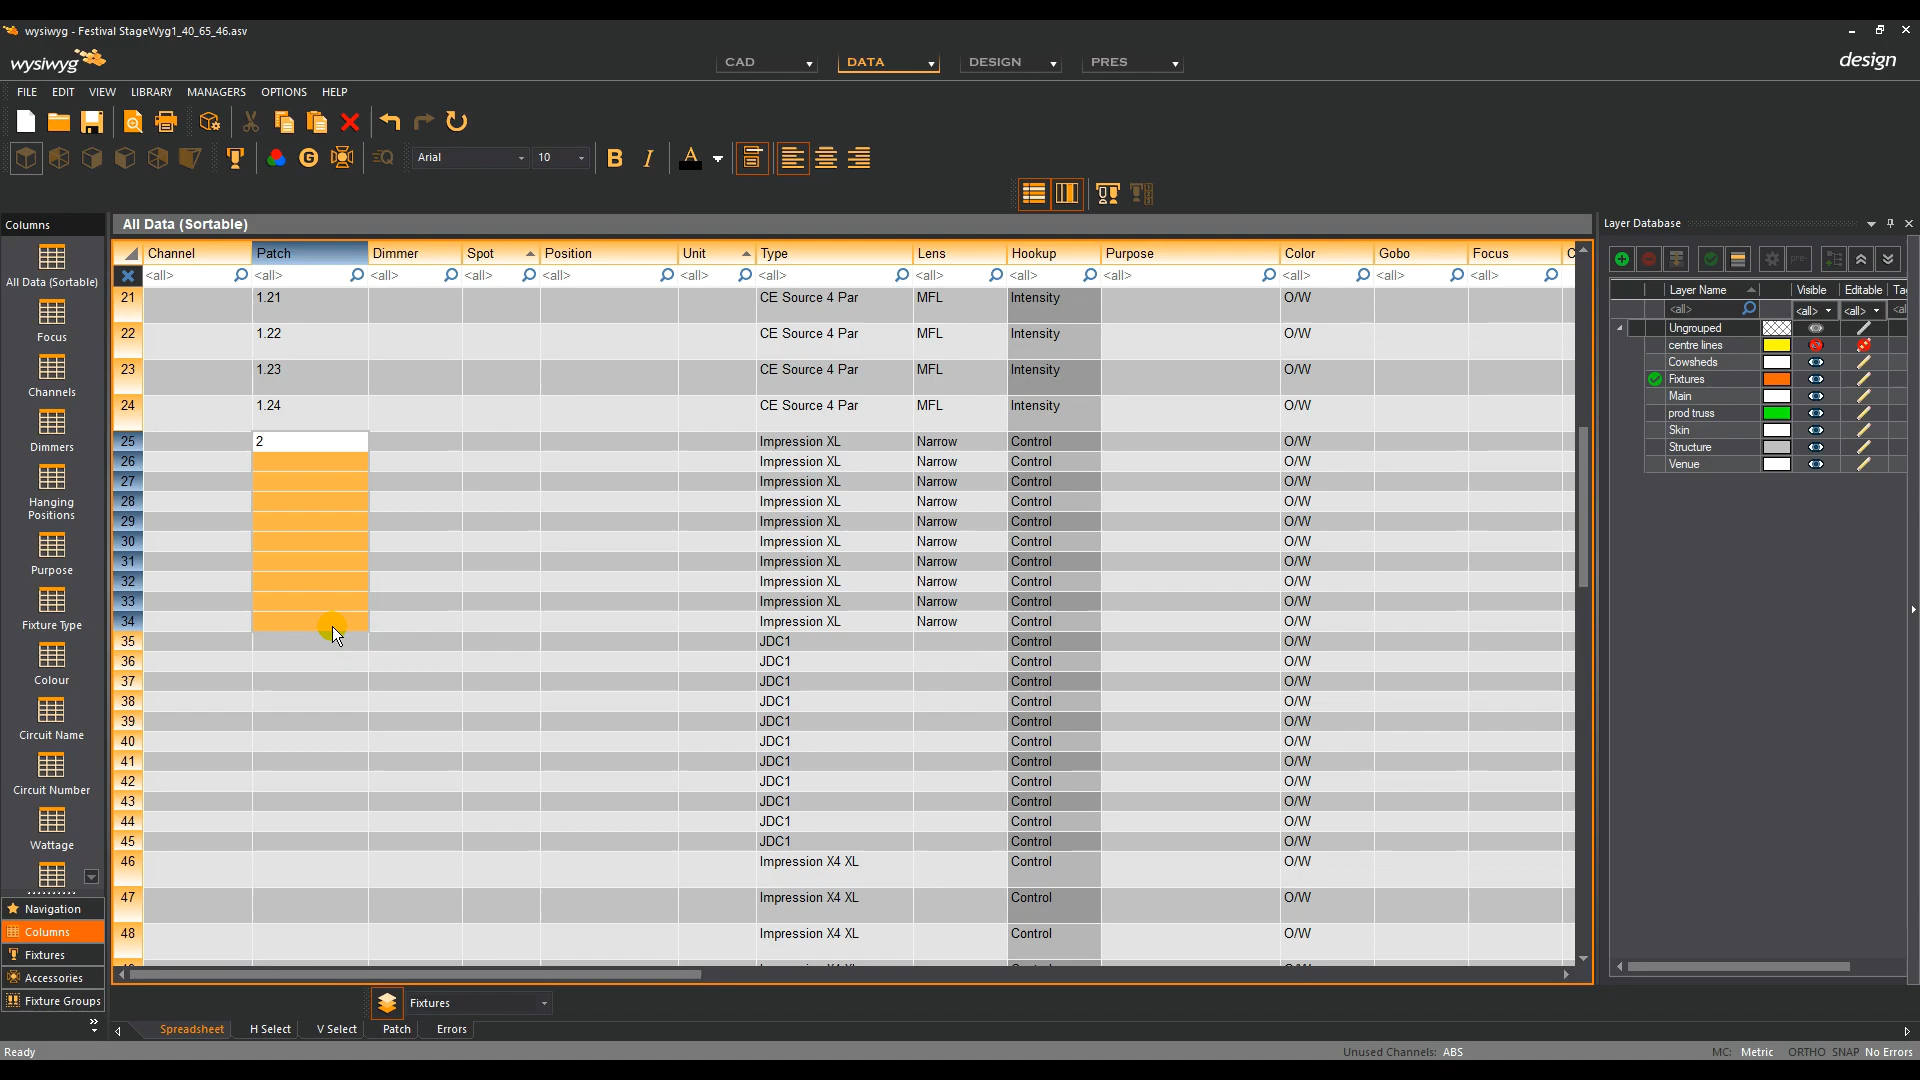 wysiwyg - Festival StageWyg1_40_65_46.asv
wysiwyg
CAD
DATA
DESIGN
PRES
design
FILE EDIT VIEW LIBRARY MANAGERS OPTIONS HELP
Arial
10
B
I
A
Columns
All Data (Sortable)
Layer Database
Channel Patch Dimmer Spot Position Unit Type Lens Hookup Purpose Color Gobo Focus C
<all> <all> <all> <all> <all> <all> <all> <all> <all> <all> <all> <all> <all>
21 1.21 CE Source 4 Par MFL Intensity O/W
22 1.22 CE Source 4 Par MFL Intensity O/W
23 1.23 CE Source 4 Par MFL Intensity O/W
24 1.24 CE Source 4 Par MFL Intensity O/W
25 2 Impression XL Narrow Control O/W
26 Impression XL Narrow Control O/W
27 Impression XL Narrow Control O/W
28 Impression XL Narrow Control O/W
29 Impression XL Narrow Control O/W
30 Impression XL Narrow Control O/W
31 Impression XL Narrow Control O/W
32 Impression XL Narrow Control O/W
33 Impression XL Narrow Control O/W
34 Impression XL Narrow Control O/W
35 JDC1 Control O/W
36 JDC1 Control O/W
37 JDC1 Control O/W
38 JDC1 Control O/W
39 JDC1 Control O/W
40 JDC1 Control O/W
41 JDC1 Control O/W
42 JDC1 Control O/W
43 JDC1 Control O/W
44 JDC1 Control O/W
45 JDC1 Control O/W
46 Impression X4 XL Control O/W
47 Impression X4 XL Control O/W
48 Impression X4 XL Control O/W
All Data (Sortable)
Focus
Channels
Dimmers
Hanging
Positions
Purpose
Fixture Type
Colour
Circuit Name
Circuit Number
Wattage
Navigation
Columns
Fixtures
Accessories
Fixture Groups
pre-
Layer Name Visible Editable Ta
<all> <all> <all> <al
Ungrouped
centre lines
Cowsheds
Fixtures
Main
prod truss
Skin
Structure
Venue
Fixtures
Spreadsheet H Select V Select Patch Errors
Ready
Unused Channels: ABS
MC: Metric ORTHO SNAP No Errors